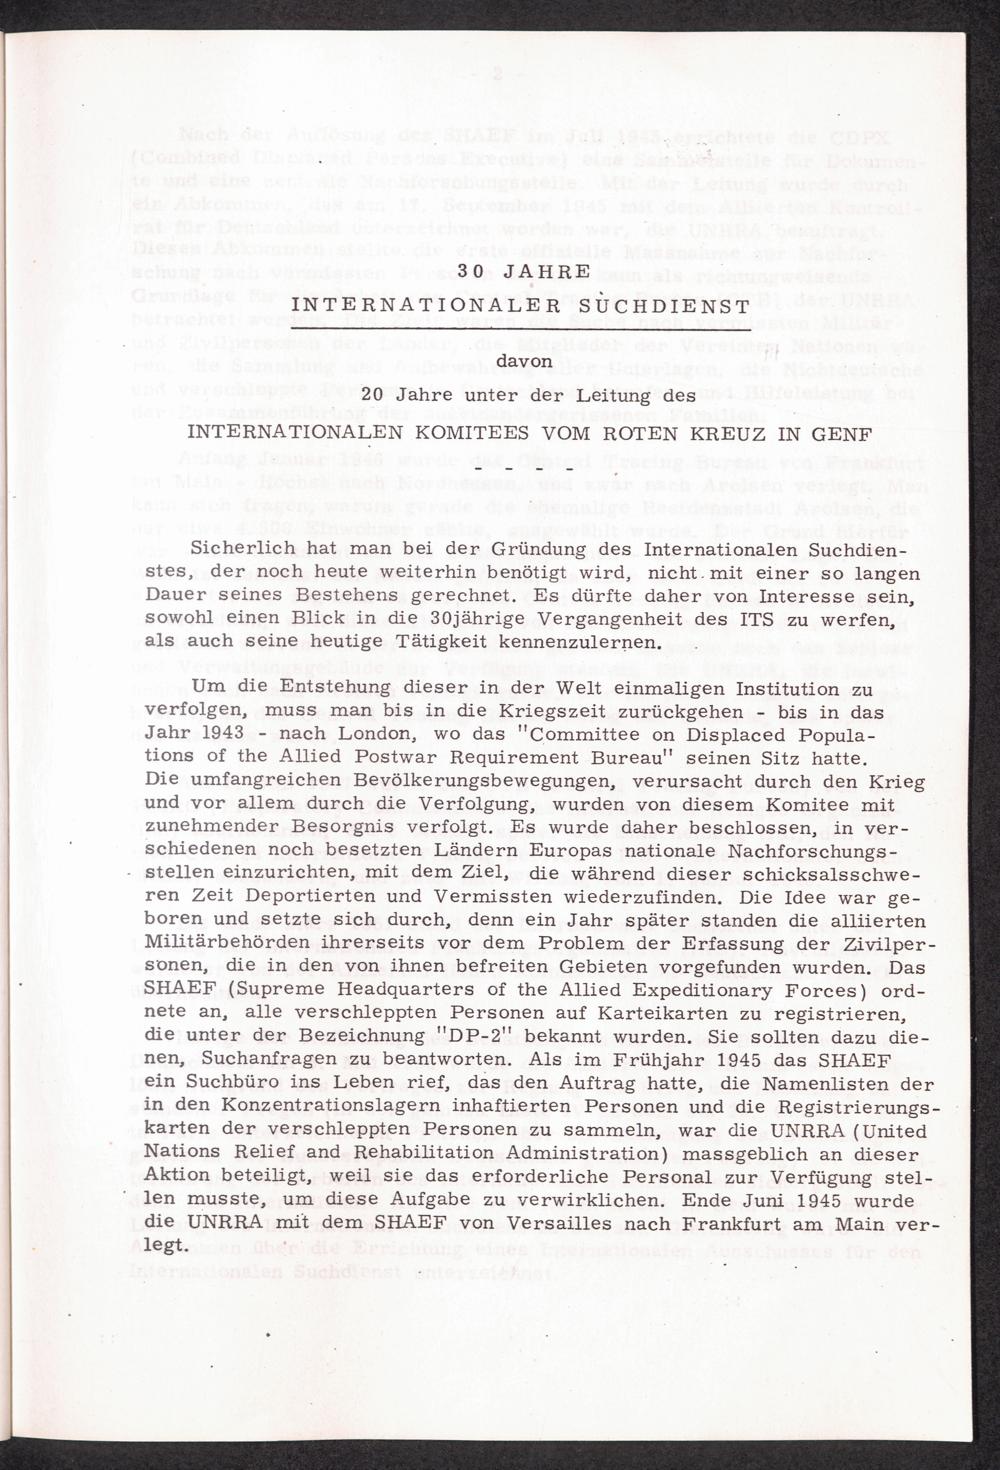 30 JAHRE
INTERNATIONALER SUCHDIENST
davon
20 Jahre unter der Leitung des
INTERNATIONALEN KOMITEES VOM ROTEN KREUZ IN GENF
- - - -
Sicherlich hat man bei der Gründung des Internationalen Suchdien-
stes, der noch heute weiterhin benötigt wird, nicht mit einer so langen
Dauer seines Bestehens gerechnet. Es dürfte daher von Interesse sein,
sowohl einen Blick in die 30jährige Vergangenheit des ITS zu werfen,
als auch seine heutige Tätigkeit kennenzulernen.
Um die Entstehung dieser in der Welt einmaligen Institution zu
verfolgen, muss man bis in die Kriegszeit zurückgehen - bis in das
Jahr 1943 - nach London, wo das "Committee on Displaced Popula-
tions of the Allied Postwar Requirement Bureau" seinen Sitz hatte.
Die umfangreichen Bevölkerungsbewegungen, verursacht durch den Krieg
und vor allem durch die Verfolgung, wurden von diesem Komitee mit
zunehmender Besorgnis verfolgt. Es wurde daher beschlossen, in ver-
schiedenen noch besetzten Ländern Europas nationale Nachforschungs-
stellen einzurichten, mit dem Ziel, die während dieser schicksalsschwe-
ren Zeit Deportierten und Vermissten wiederzufinden. Die Idee war ge-
boren und setzte sich durch, denn ein Jahr später standen die alliierten
Militärbehörden ihrerseits vor dem Problem der Erfassung der Zivilper-
sonen, die in den von ihnen befreiten Gebieten vorgefunden wurden. Das
SHAEF (Supreme Headquarters of the Allied Expeditionary Forces) ord-
nete an, alle verschleppten Personen auf Karteikarten zu registrieren,
die unter der Bezeichnung "DP-2" bekannt wurden. Sie sollten dazu die-
nen, Suchanfragen zu beantworten. Als im Frühjahr 1945 das SHAEF
ein Suchbüro ins Leben rief, das den Auftrag hatte, die Namenlisten der
in den Konzentrationslagern inhaftierten Personen und die Registrierungs-
karten der verschleppten Personen zu sammeln, war die UNRRA (United
Nations Relief and Rehabilitation Administration) massgeblich an dieser
Aktion beteiligt, weil sie das erforderliche Personal zur Verfügung stel-
len musste, um diese Aufgabe zu verwirklichen. Ende Juni 1945 wurde
die UNRRA mit dem SHAEF von Versailles nach Frankfurt am Main ver-
legt.